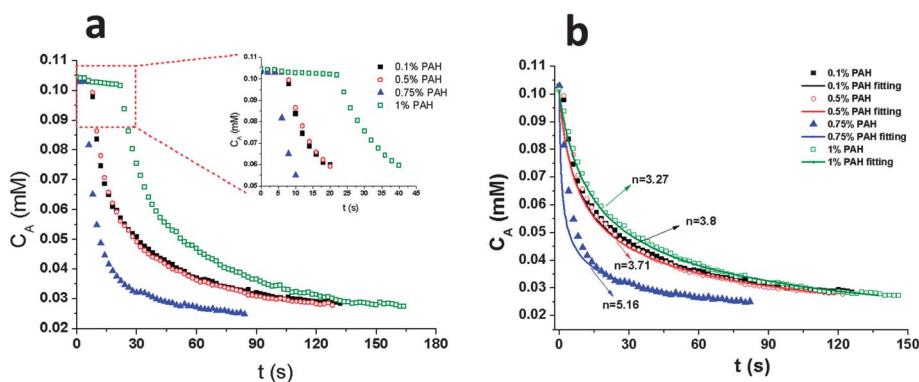 a
0.11
0.10
0.09
0.08
0.07
0.06
0.05
0.04
0.03
0.02
C_A (mM)
0 30 60 90 120 150 180
t (s)
0.11
0.10
0.09
0.08
0.07
0.06
0.05
C_A (mM)
0 5 10 15 20 25 30 35 40 45
t (s)
0.1% PAH
0.5% PAH
0.75% PAH
1% PAH
b
0.11
0.10
0.09
0.08
0.07
0.06
0.05
0.04
0.03
0.02
C_A (mM)
0 30 60 90 120 150
t (s)
0.1% PAH
0.1% PAH fitting
0.5% PAH
0.5% PAH fitting
0.75% PAH
0.75% PAH fitting
1% PAH
1% PAH fitting
n=3.27
n=3.8
n=3.71
n=5.16